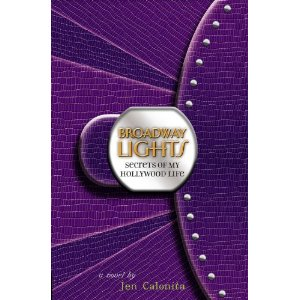 BROADWAY
LIGHTS
SECRETS OF MY
HOLLYWOOD LIFE
a novel by
Jen Calonita